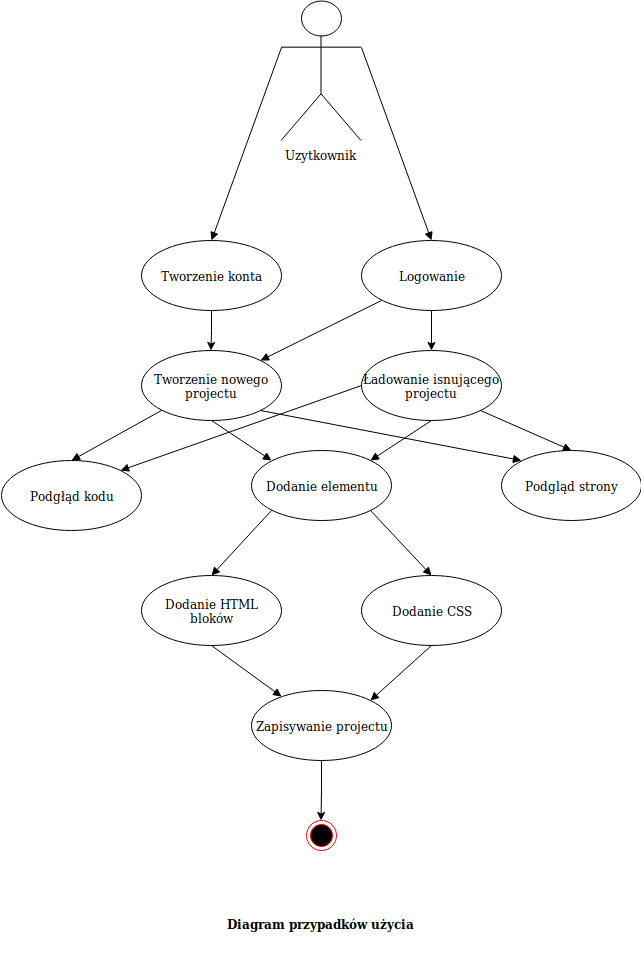 Uzytkownik
Tworzenie konta
Logowanie
Tworzenie nowego
projectu
Ładowanie isnującego
projectu
Podgłąd kodu
Dodanie elementu
Podgląd strony
Dodanie HTML
bloków
Dodanie CSS
Zapisywanie projectu
Diagram przypadków użycia